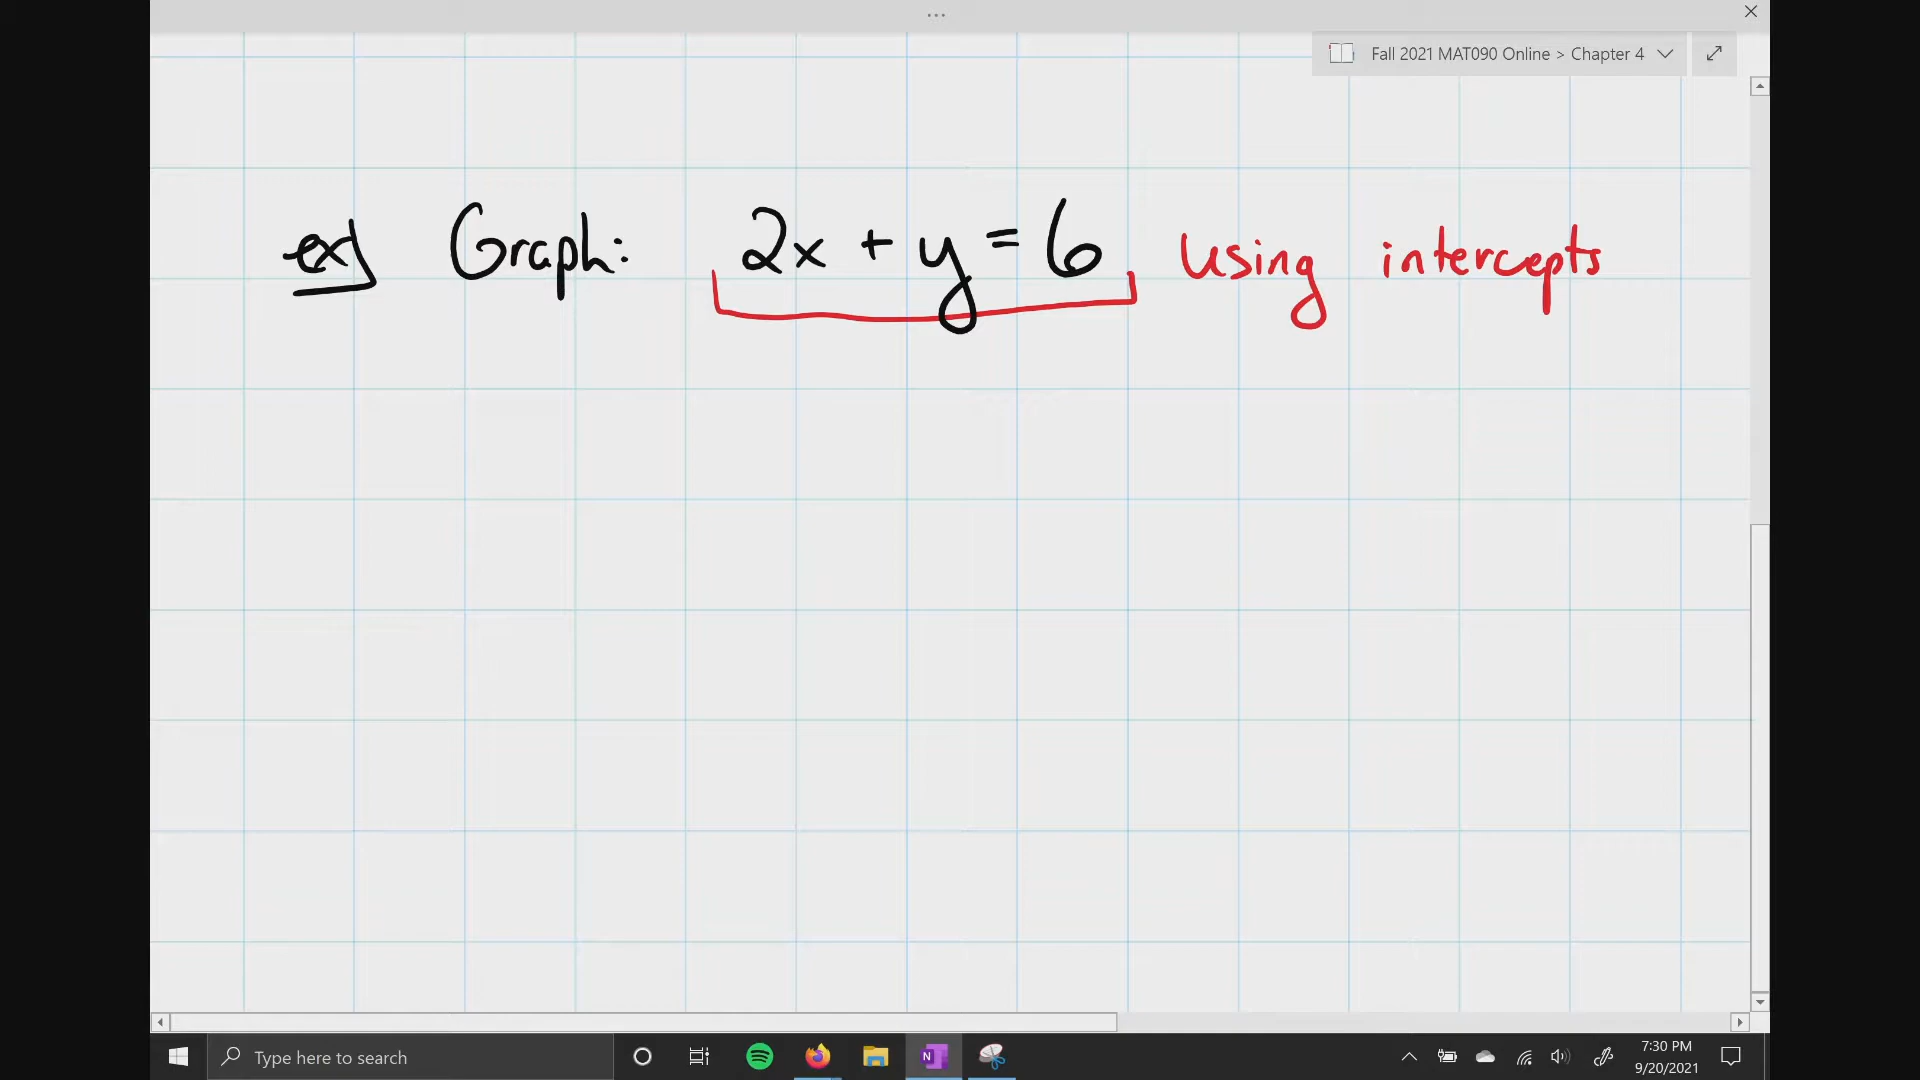 ...
Fall 2021 MAT090 Online > Chapter 4
ex) Graph: 2x + y = 6 using intercepts
Type here to search
N
7:30 PM
9/20/2021